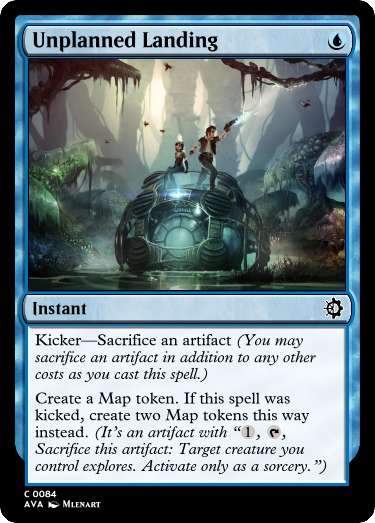 Unplanned Landing
Instant
Kicker—Sacrifice an artifact (You may
sacrifice an artifact in addition to any other
costs as you cast this spell.)
Create a Map token. If this spell was
kicked, create two Map tokens this way
instead. (It's an artifact with “1, T,
Sacrifice this artifact: Target creature you
control explores. Activate only as a sorcery.”)
C 0084
AVA Mlenart